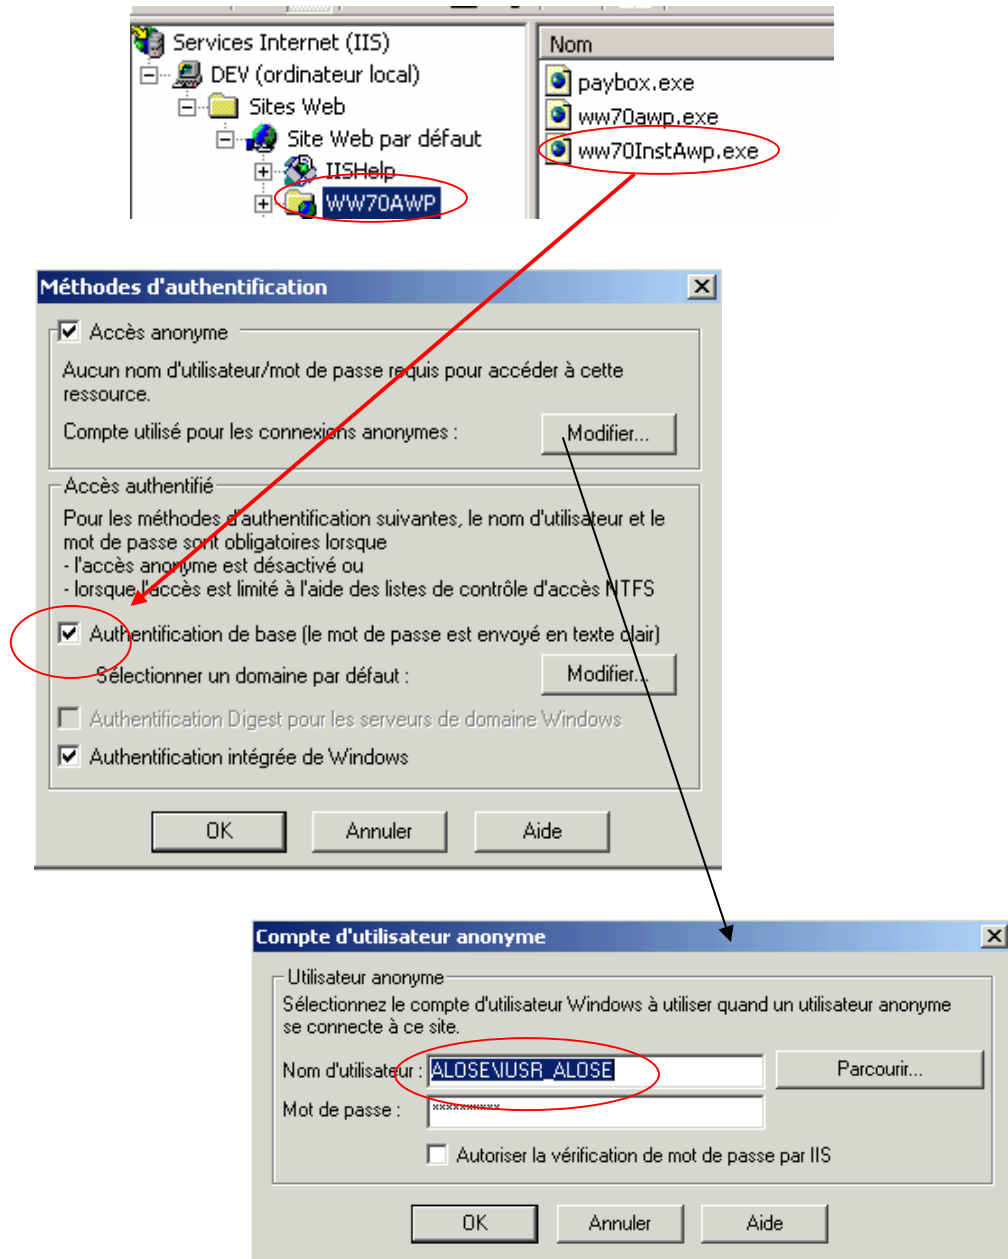 Services Internet (IIS)
DEV (ordinateur local)
Sites Web
Site Web par défaut
IISHelp
WW70AWP
Nom
paybox.exe
ww70awp.exe
ww70InstAwp.exe
Méthodes d'authentification
Accès anonyme
Aucun nom d'utilisateur/mot de passe requis pour accéder à cette
ressource.
Compte utilisé pour les connexions anonymes :
Modifier...
Accès authentifié
Pour les méthodes d'authentification suivantes, le nom d'utilisateur et le
mot de passe sont obligatoires lorsque
- l'accès anonyme est désactivé ou
- lorsque l'accès est limité à l'aide des listes de contrôle d'accès NTFS
Authentification de base (le mot de passe est envoyé en texte clair)
Sélectionner un domaine par défaut :
Modifier...
Authentification Digest pour les serveurs de domaine Windows
Authentification intégrée de Windows
OK
Annuler
Aide
Compte d'utilisateur anonyme
Utilisateur anonyme
Sélectionnez le compte d'utilisateur Windows à utiliser quand un utilisateur anonyme
se connecte à ce site.
Nom d'utilisateur :
ALOSE\IUSR_ALOSE
Parcourir...
Mot de passe :
**********
Autoriser la vérification de mot de passe par IIS
OK
Annuler
Aide